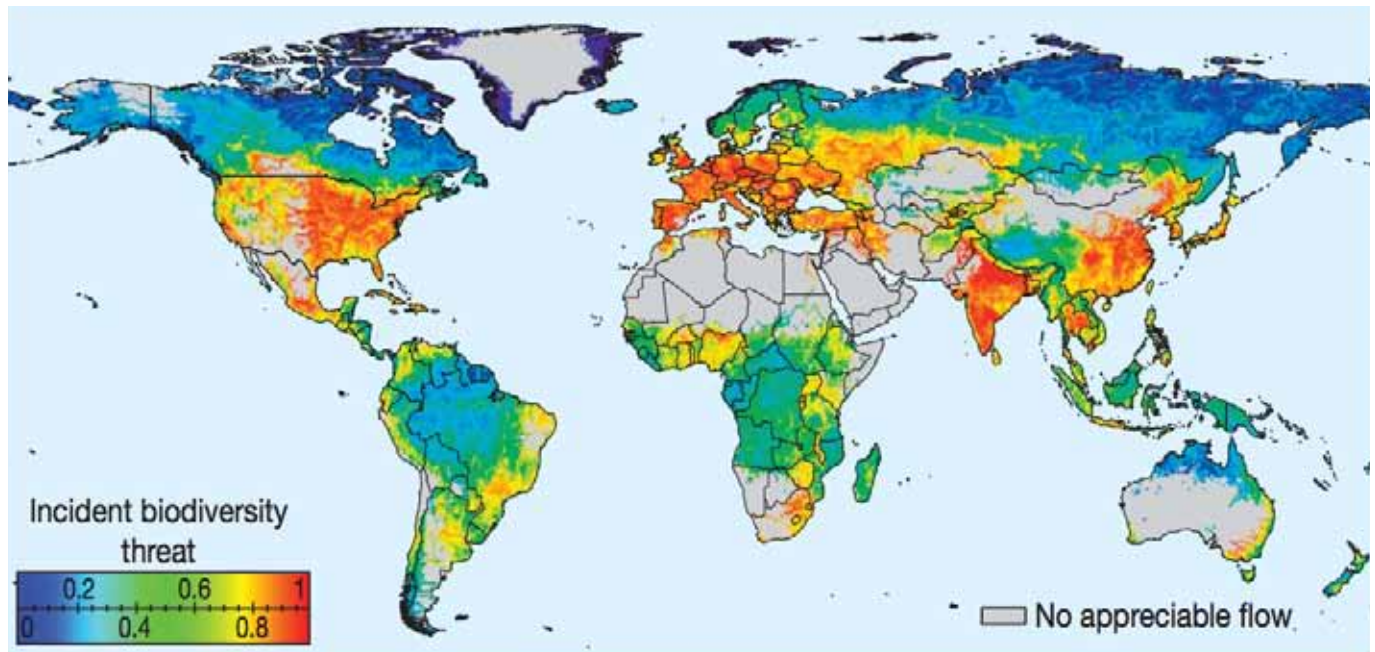 Incident biodiversity
threat
0.2 0.6 1
0 0.4 0.8
No appreciable flow